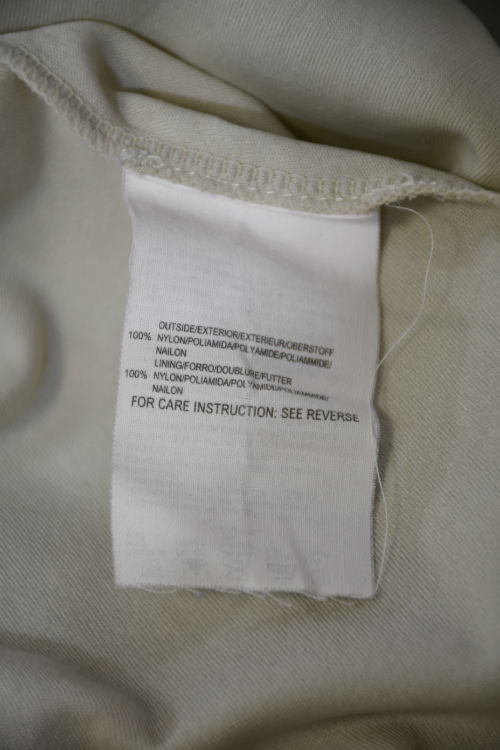 OUTSIDE/EXTERIOR/EXTERIEUR/OBERSTOFF
100% NYLON/POLIAMIDA/POLYAMIDE/POLIAMMIDE/
NAILON
LINING/FORRO/DOUBLURE/FUTTER
100% NYLON/POLIAMIDA/POLYAMIDE/POLIAMMIDE/
NAILON
FOR CARE INSTRUCTION: SEE REVERSE